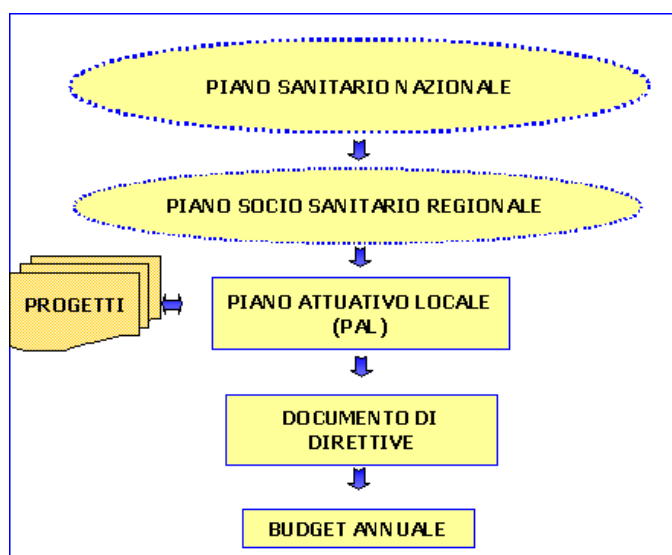 PIANO SANITARIO NAZIONALE
PIANO SOCIO SANITARIO REGIONALE
PROGETTI
PIANO ATTUATIVO LOCALE
(PAL)
DOCUMENTO DI
DIRETTIVE
BUDGET ANNUALE